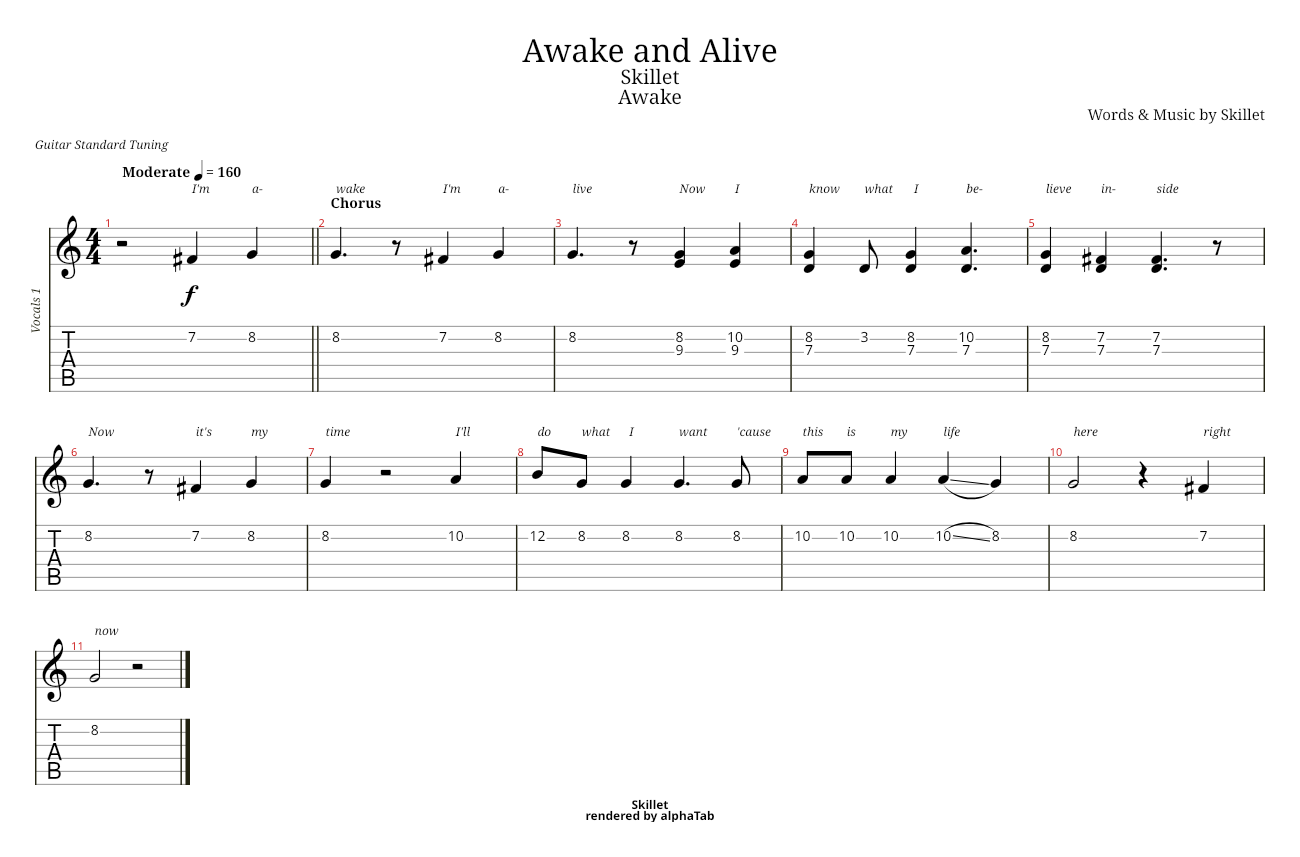 Awake and Alive
Skillet
Awake
Words & Music by Skillet
Guitar Standard Tuning
Moderate = 160
I'm a- wake I'm a- live Now I know what I be- lieve in- side
Chorus
1 2 3 4 5
4
4
f
Vocals 1
7 8 8 7 8 8 8 10 8 3 8 10 8 7 7
9 9 7 7 7 7 7 7
T
A
B
Now it's my time I'll do what I want 'cause this is my life here right
6 7 8 9 10
8 7 8 8 10 12 8 8 8 8 10 10 10 10 8 8 7
T
A
B
now
11
8
T
A
B
Skillet
rendered by alphaTab